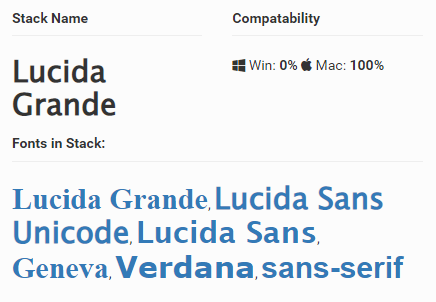 Stack Name
Compatability
Lucida
Grande
Win: 0% Mac: 100%
Fonts in Stack:
Lucida Grande, Lucida Sans
Unicode, Lucida Sans,
Geneva, Verdana, sans-serif